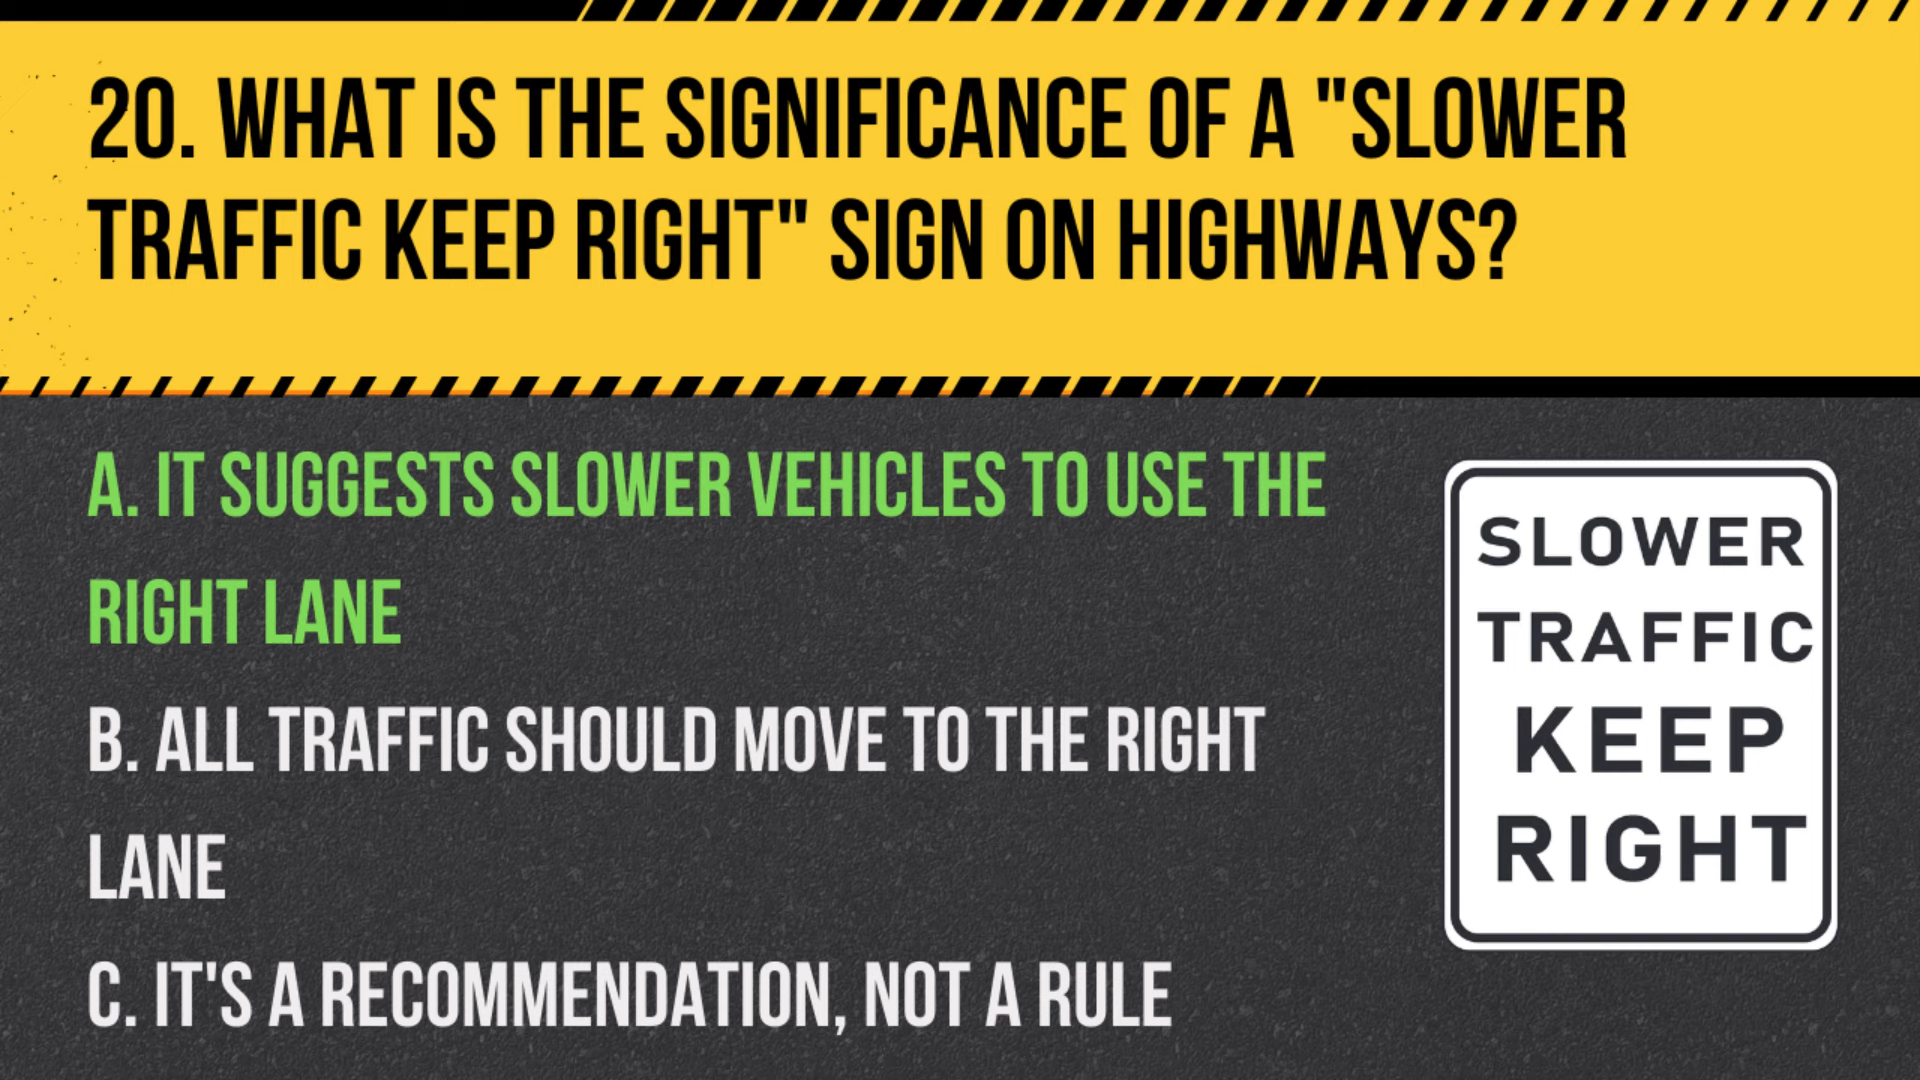 20. WHAT IS THE SIGNIFICANCE OF A "SLOWER
TRAFFIC KEEP RIGHT" SIGN ON HIGHWAYS?
A. IT SUGGESTS SLOWER VEHICLES TO USE THE
RIGHT LANE
B. ALL TRAFFIC SHOULD MOVE TO THE RIGHT
LANE
C. IT'S A RECOMMENDATION, NOT A RULE
SLOWER
TRAFFIC
KEEP
RIGHT